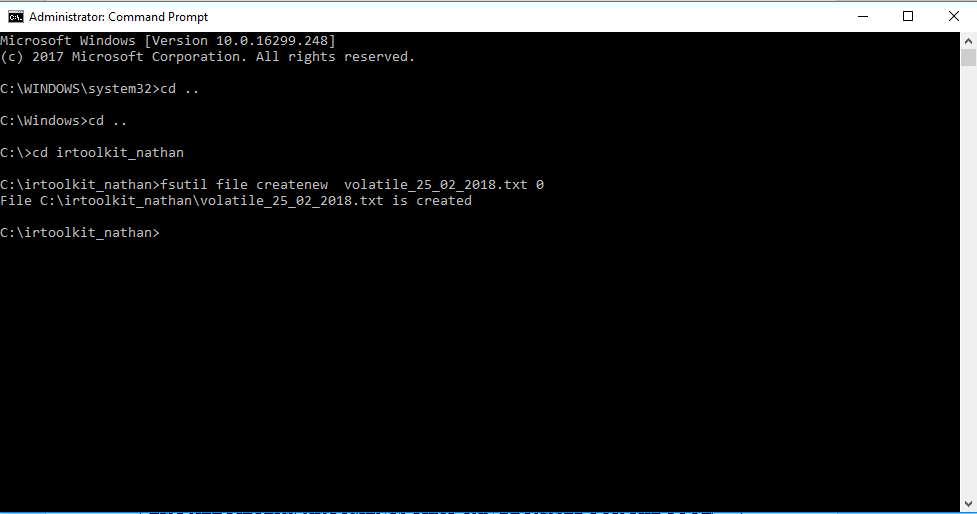 Administrator: Command Prompt
Microsoft Windows [Version 10.0.16299.248]
(c) 2017 Microsoft Corporation. All rights reserved.
C:\WINDOWS\system32>cd ..
C:\Windows>cd ..
C:\>cd irtoolkit_nathan
C:\irtoolkit_nathan>fsutil file createnew  volatile_25_02_2018.txt 0
File C:\irtoolkit_nathan\volatile_25_02_2018.txt is created
C:\irtoolkit_nathan>